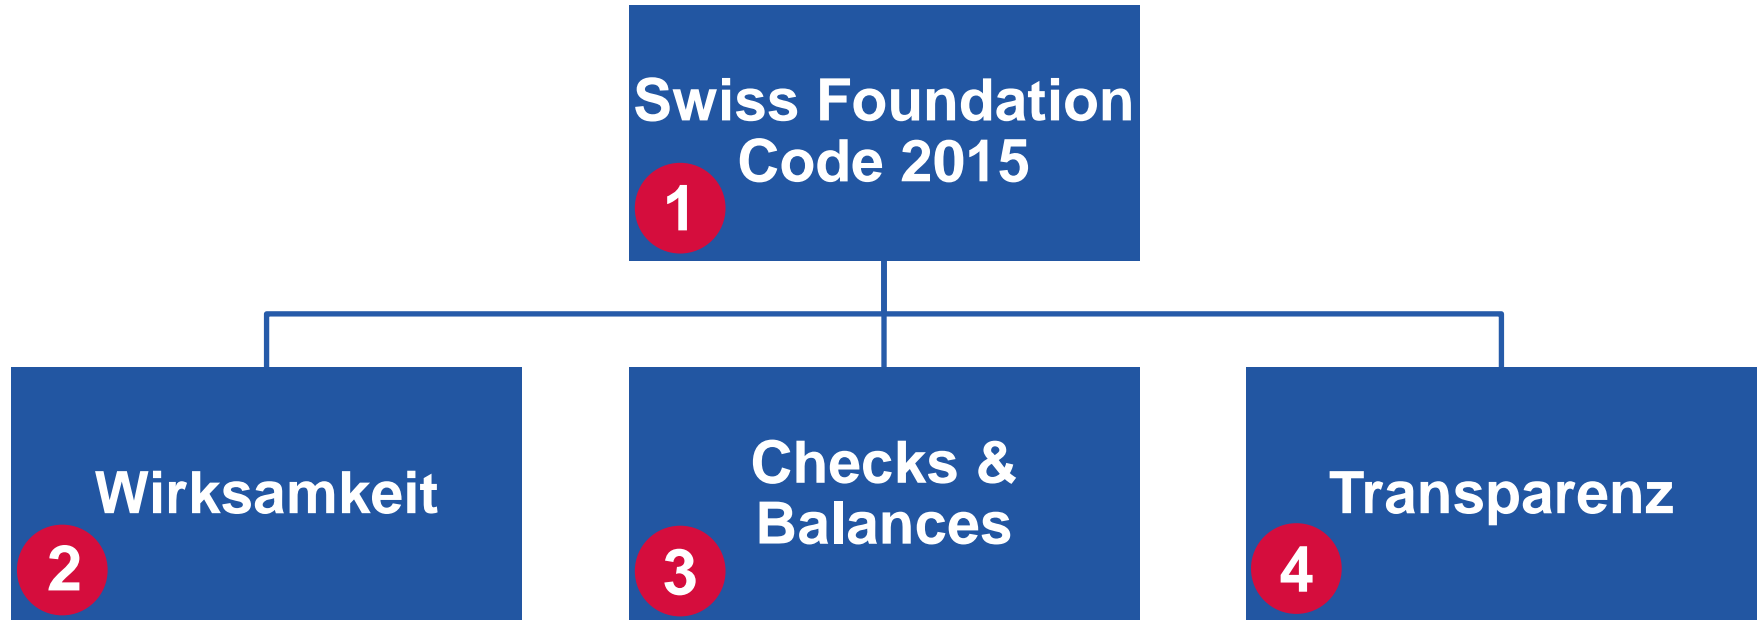 Swiss Foundation
Code 2015
1
Wirksamkeit
2
Checks &
Balances
3
Transparenz
4